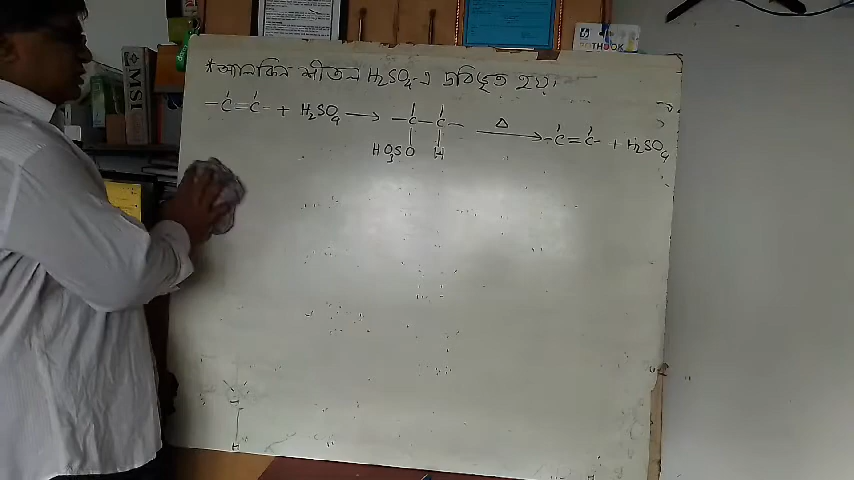 *অ্যালকিন শীতল H₂SO₄-এ দ্রবীভূত হয়।
-C=C- + H₂SO₄ ⟶ -C-C- —Δ→ -C=C- + H₂SO₄
HO₃SO H
MSI